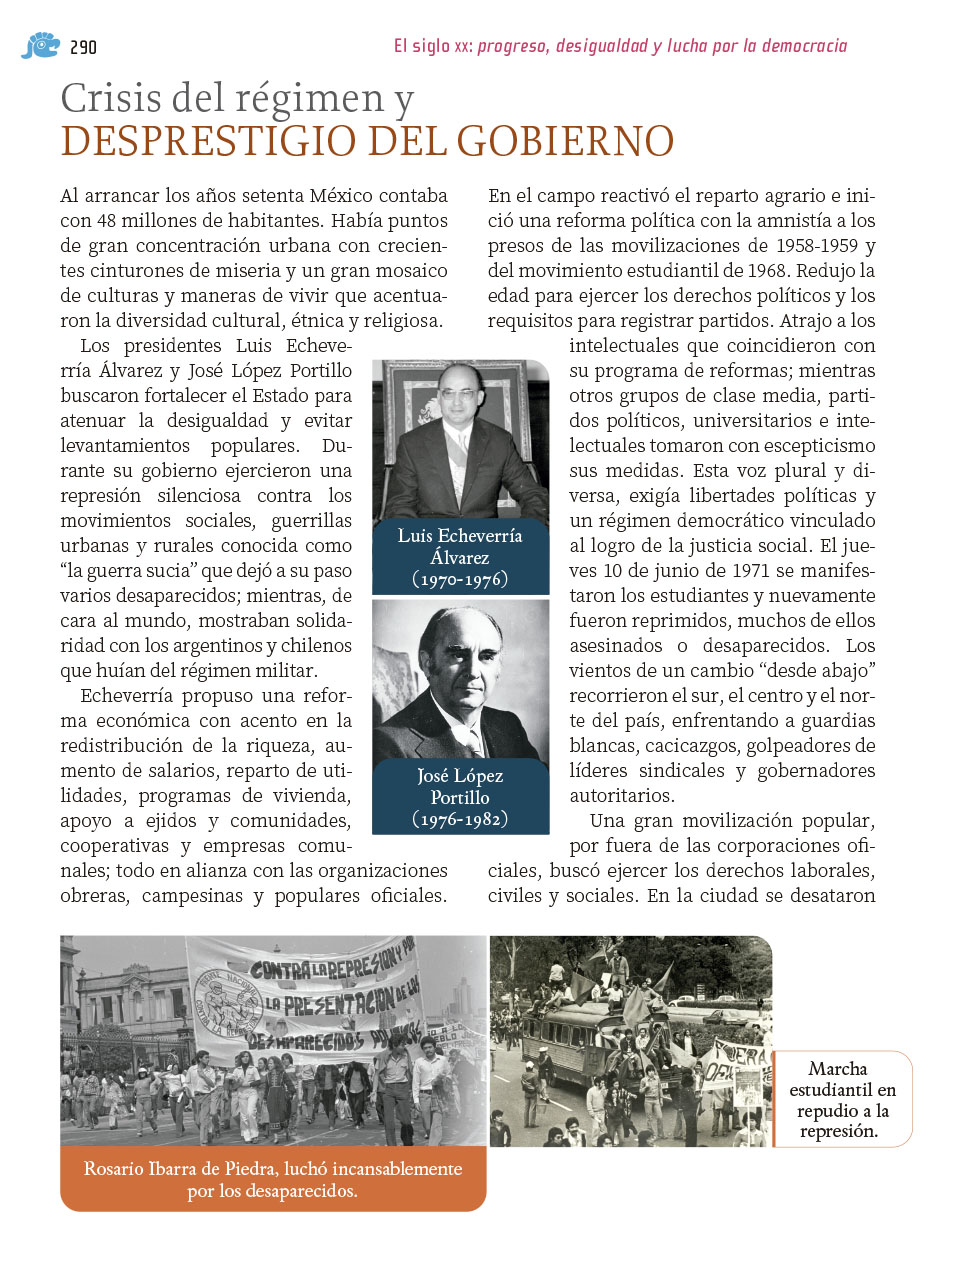 290
El siglo XX: progreso, desigualdad y lucha por la democracia
Crisis del régimen y
DESPRESTIGIO DEL GOBIERNO
Al arrancar los años setenta México contaba
con 48 millones de habitantes. Había puntos
de gran concentración urbana con crecien-
tes cinturones de miseria y un gran mosaico
de culturas y maneras de vivir que acentua-
ron la diversidad cultural, étnica y religiosa.
Los presidentes Luis Echeve-
rría Álvarez y José López Portillo
buscaron fortalecer el Estado para
atenuar la desigualdad y evitar
levantamientos populares. Du-
rante su gobierno ejercieron una
represión silenciosa contra los
movimientos sociales, guerrillas
urbanas y rurales conocida como
“la guerra sucia” que dejó a su paso
varios desaparecidos; mientras, de
cara al mundo, mostraban solida-
ridad con los argentinos y chilenos
que huían del régimen militar.
Echeverría propuso una refor-
ma económica con acento en la
redistribución de la riqueza, au-
mento de salarios, reparto de uti-
lidades, programas de vivienda,
apoyo a ejidos y comunidades,
cooperativas y empresas comu-
nales; todo en alianza con las organizaciones
obreras, campesinas y populares oficiales.
Luis Echeverría
Álvarez
(1970-1976)
José López
Portillo
(1976-1982)
En el campo reactivó el reparto agrario e ini-
ció una reforma política con la amnistía a los
presos de las movilizaciones de 1958-1959 y
del movimiento estudiantil de 1968. Redujo la
edad para ejercer los derechos políticos y los
requisitos para registrar partidos. Atrajo a los
intelectuales que coincidieron con
su programa de reformas; mientras
otros grupos de clase media, parti-
dos políticos, universitarios e inte-
lectuales tomaron con escepticismo
sus medidas. Esta voz plural y di-
versa, exigía libertades políticas y
un régimen democrático vinculado
al logro de la justicia social. El jue-
ves 10 de junio de 1971 se manifes-
taron los estudiantes y nuevamente
fueron reprimidos, muchos de ellos
asesinados o desaparecidos. Los
vientos de un cambio “desde abajo”
recorrieron el sur, el centro y el nor-
te del país, enfrentando a guardias
blancas, cacicazgos, golpeadores de
líderes sindicales y gobernadores
autoritarios.
Una gran movilización popular,
por fuera de las corporaciones ofi-
ciales, buscó ejercer los derechos laborales,
civiles y sociales. En la ciudad se desataron
CONTRA LA REPRESION Y POR
LA PRESENTACION DE LOS
DESAPARECIDOS POLITICOS
FUERA
Rosario Ibarra de Piedra, luchó incansablemente
por los desaparecidos.
Marcha
estudiantil en
repudio a la
represión.